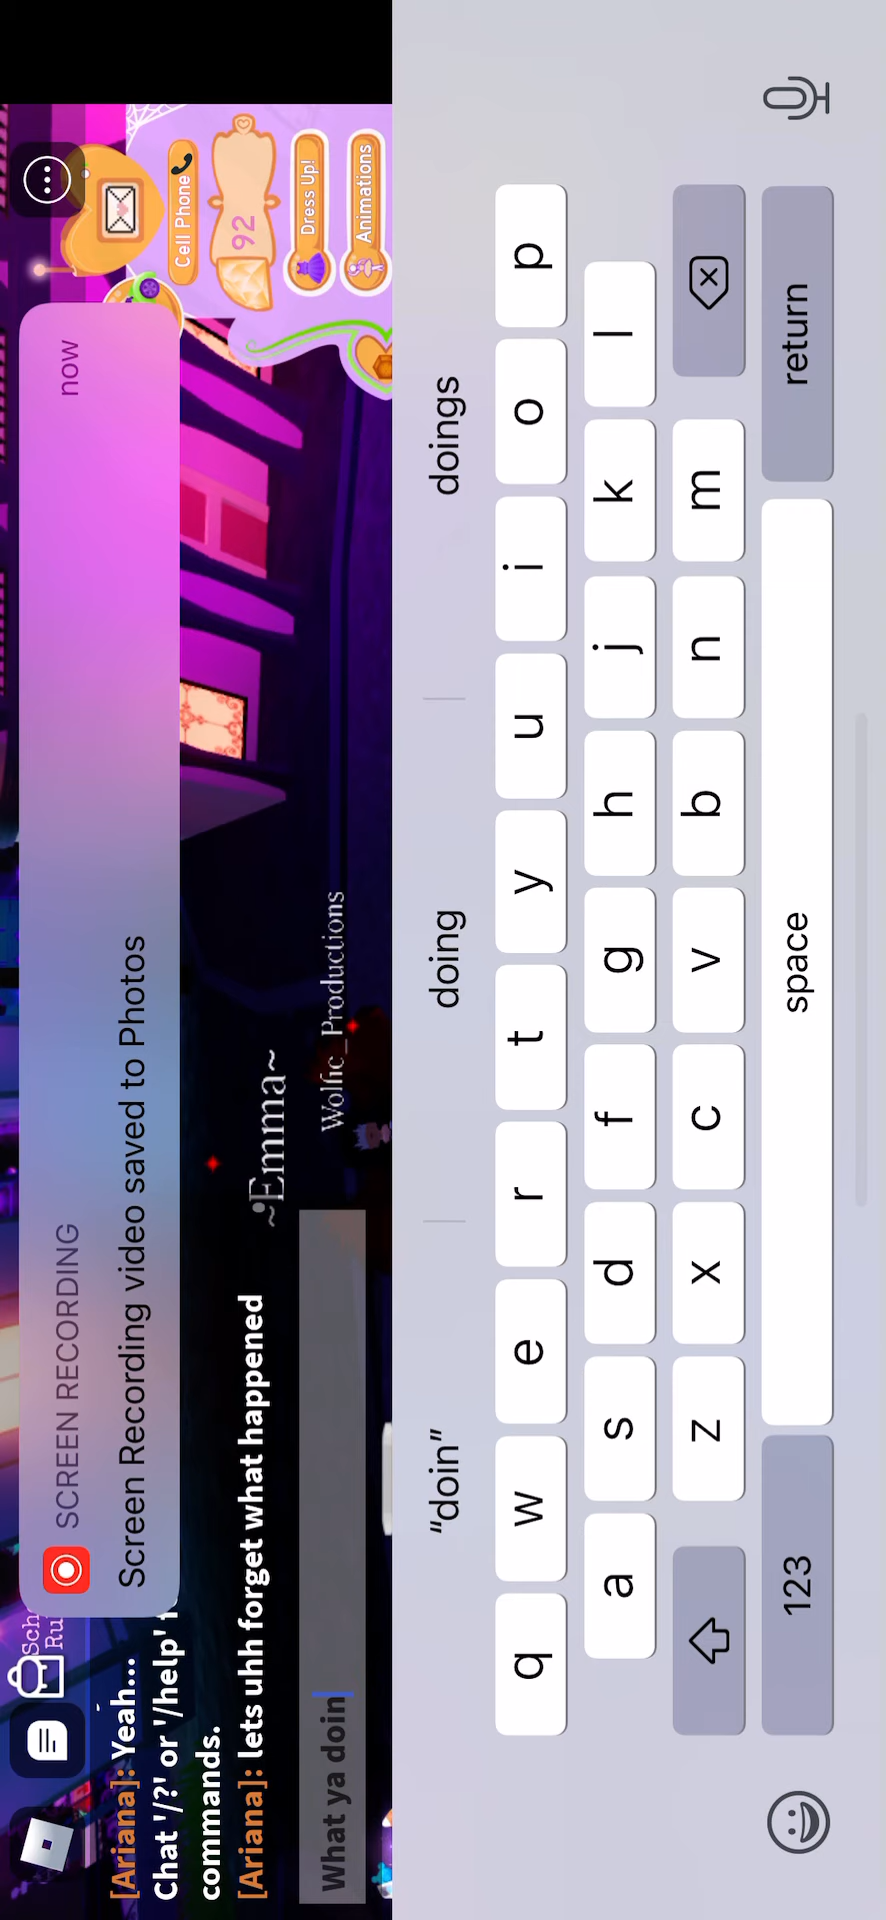 SCREEN RECORDING
now
Screen Recording video saved to Photos
Sch
Ru
[Ariana]: Yeah...
Chat '/?' or '/help' f
commands.
[Ariana]: lets uhh forget what happened
What ya doin
~Emma~
Wolfic_Productions
Cell Phone
92
Dress Up!
Animations
"doin"
doing
doings
q w e r t y u i o p
a s d f g h j k l
z x c v b n m
123
space
return